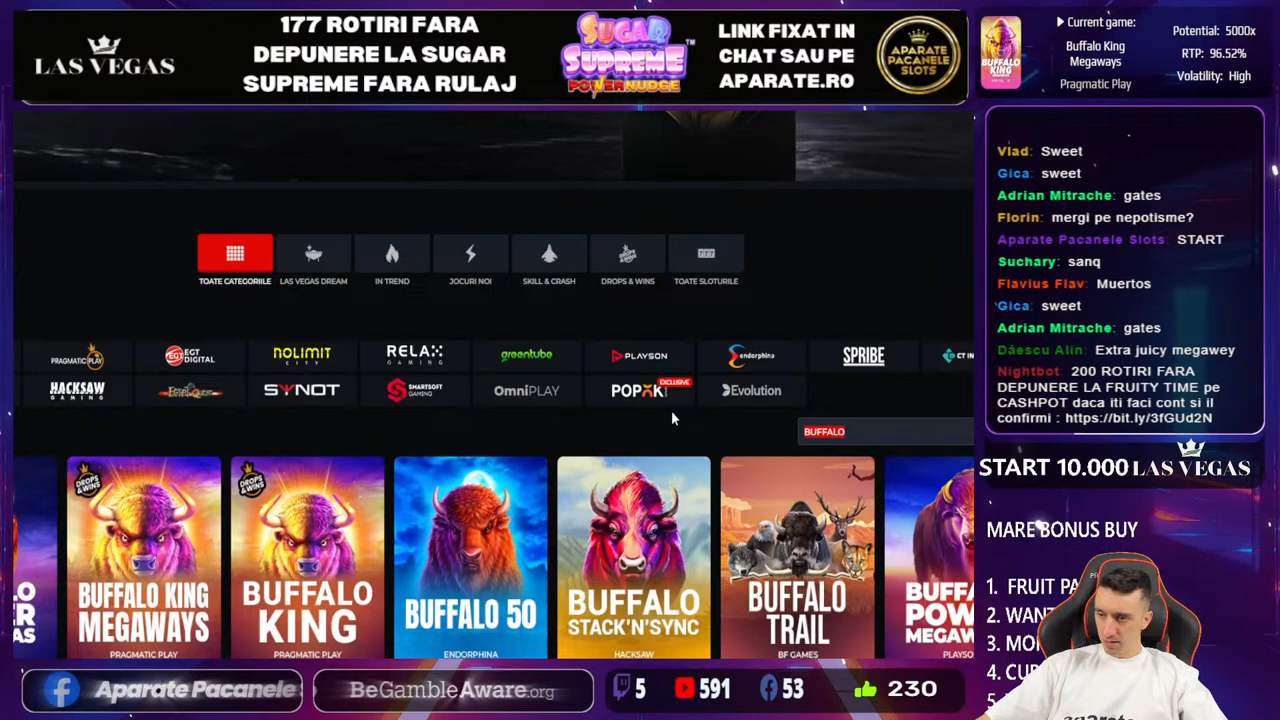 LAS VEGAS
177 ROTIRI FARA
DEPUNERE LA SUGAR
SUPREME FARA RULAJ
SUGAR
SUPREME
POWERNUDGE
TM
LINK FIXAT IN
CHAT SAU PE
APARATE.RO
APARATE
PACANELE
SLOTS
BUFFALO
KING
Current game:
Buffalo King
Megaways
Pragmatic Play
Potential: 5000x
RTP: 96.52%
Volatility: High
Vlad: Sweet
Gica: sweet
Adrian Mitrache: gates
Florin: mergi pe nepotisme?
Aparate Pacanele Slots: START
Suchary: sanq
Flavius Flav: Muertos
Gica: sweet
Adrian Mitrache: gates
Dăescu Alin: Extra juicy megawey
Nightbot: 200 ROTIRI FARA
DEPUNERE LA FRUITY TIME pe
CASHPOT daca iti faci cont si il
confirmi : https://bit.ly/3fGUd2N
TOATE CATEGORIILE
LAS VEGAS DREAM
IN TREND
JOCURI NOI
SKILL & CRASH
DROPS & WINS
TOATE SLOTURILE
PRAGMATIC PLAY
EGT DIGITAL
NOLIMIT CITY
RELAX GAMING
greentube
PLAYSON
endorphina
SPRIBE
CT IN
HACKSAW GAMING
SYNOT
SMARTSOFT GAMING
OmniPLAY
POPOK
EXCLUSIVE
Evolution
BUFFALO
DROPS & WINS
BUFFALO KING
MEGAWAYS
PRAGMATIC PLAY
DROPS & WINS
BUFFALO
KING
PRAGMATIC PLAY
BUFFALO 50
ENDORPHINA
BUFFALO
STACK'N'SYNC
HACKSAW
BUFFALO
TRAIL
BF GAMES
BUFF
POW
MEGAW
PLAYSO
START 10.000 LAS VEGAS
MARE BONUS BUY
1. FRUIT PA
2. WAN
3. MO
4. CU
5
Aparate Pacanele
BeGambleAware.org
5
591
53
230